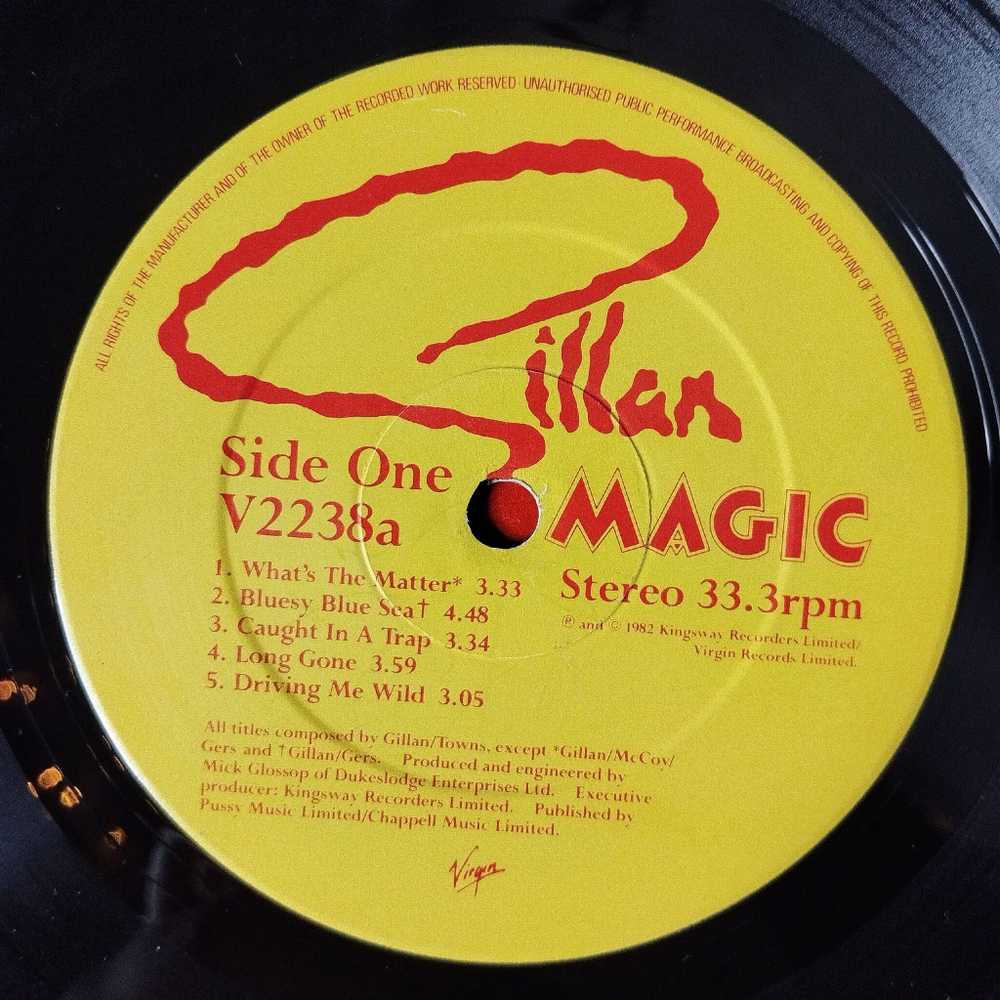 ALL RIGHTS OF THE MANUFACTURER AND OF THE OWNER OF THE RECORDED WORK RESERVED · UNAUTHORISED PUBLIC PERFORMANCE BROADCASTING AND COPYING OF THIS RECORD PROHIBITED
Gillan
MAGIC
Side One
V2238a
Stereo 33.3rpm
℗ and © 1982 Kingsway Recorders Limited/
Virgin Records Limited.
1. What's The Matter* 3.33
2. Bluesy Blue Sea† 4.48
3. Caught In A Trap 3.34
4. Long Gone 3.59
5. Driving Me Wild 3.05
All titles composed by Gillan/Towns, except *Gillan/McCoy/
Gers and †Gillan/Gers. Produced and engineered by
Mick Glossop of Dukeslodge Enterprises Ltd. Executive
producer: Kingsway Recorders Limited. Published by
Pussy Music Limited/Chappell Music Limited.
Virgin